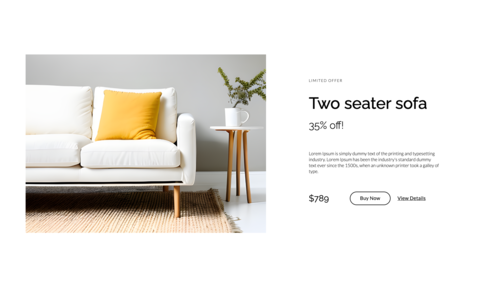 LIMITED OFFER
Two seater sofa
35% off!
Lorem Ipsum is simply dummy text of the printing and typesetting
industry. Lorem Ipsum has been the industry's standard dummy
text ever since the 1500s, when an unknown printer took a galley of
type.
$789 Buy Now View Details